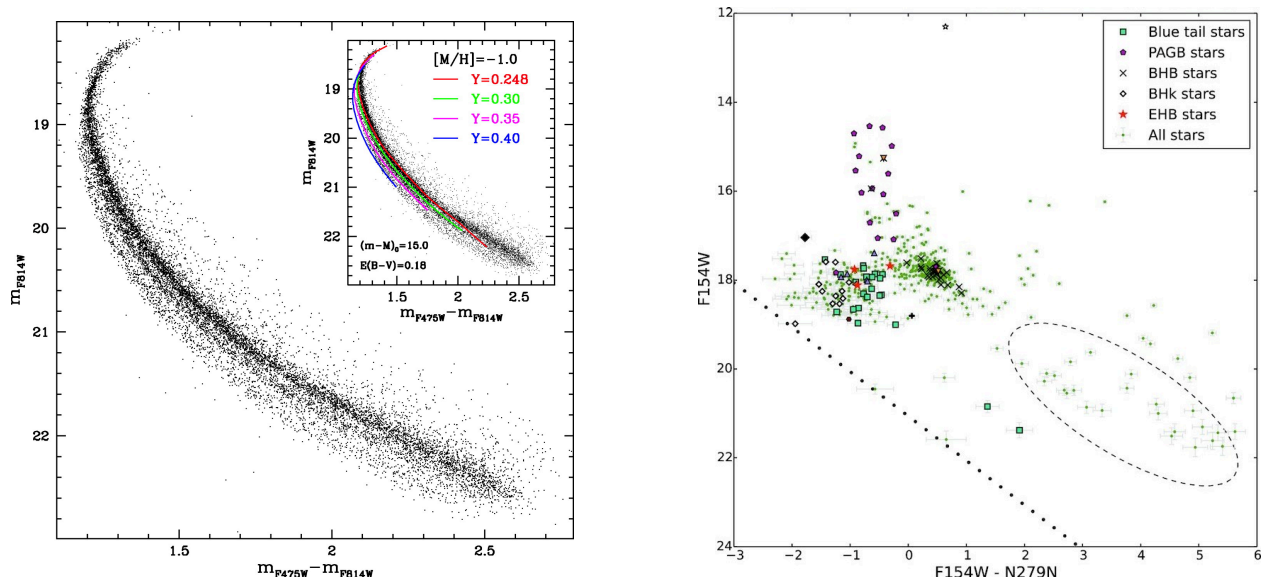 [M/H]=−1.0
Y=0.248
Y=0.30
Y=0.35
Y=0.40
(m−M)₀=15.0
E(B−V)=0.18
18
19
20
21
22
1.5
2
2.5
m_F814W
m_F475W−m_F814W
19
20
21
22
1.5
2.0
2.5
m_F814W
m_F475W−m_F814W
Blue tail stars
PAGB stars
BHB stars
BHk stars
EHB stars
All stars
12
14
16
18
20
22
24
−3
−2
−1
0
1
2
3
4
5
6
F154W
F154W - N279N